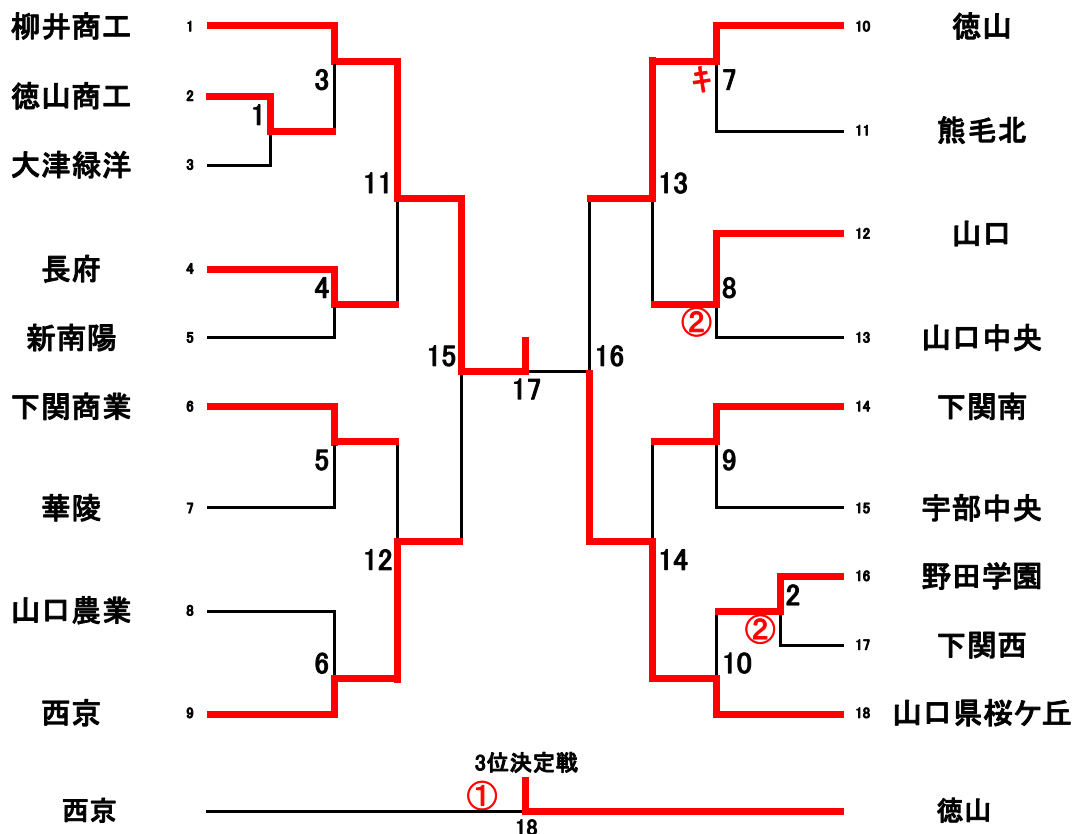 柳井商工 1
徳山商工 2
大津緑洋 3
長府 4
新南陽 5
下関商業 6
華陵 7
山口農業 8
西京 9
3
1
11
4
15
5
12
6
17
10 徳山
11 熊毛北
12 山口
13 山口中央
14 下関南
15 宇部中央
16 野田学園
17 下関西
18 山口県桜ケ丘
キ 7
13
8
②
16
9
14
2
②
10
3位決定戦
西京 ① 徳山
18